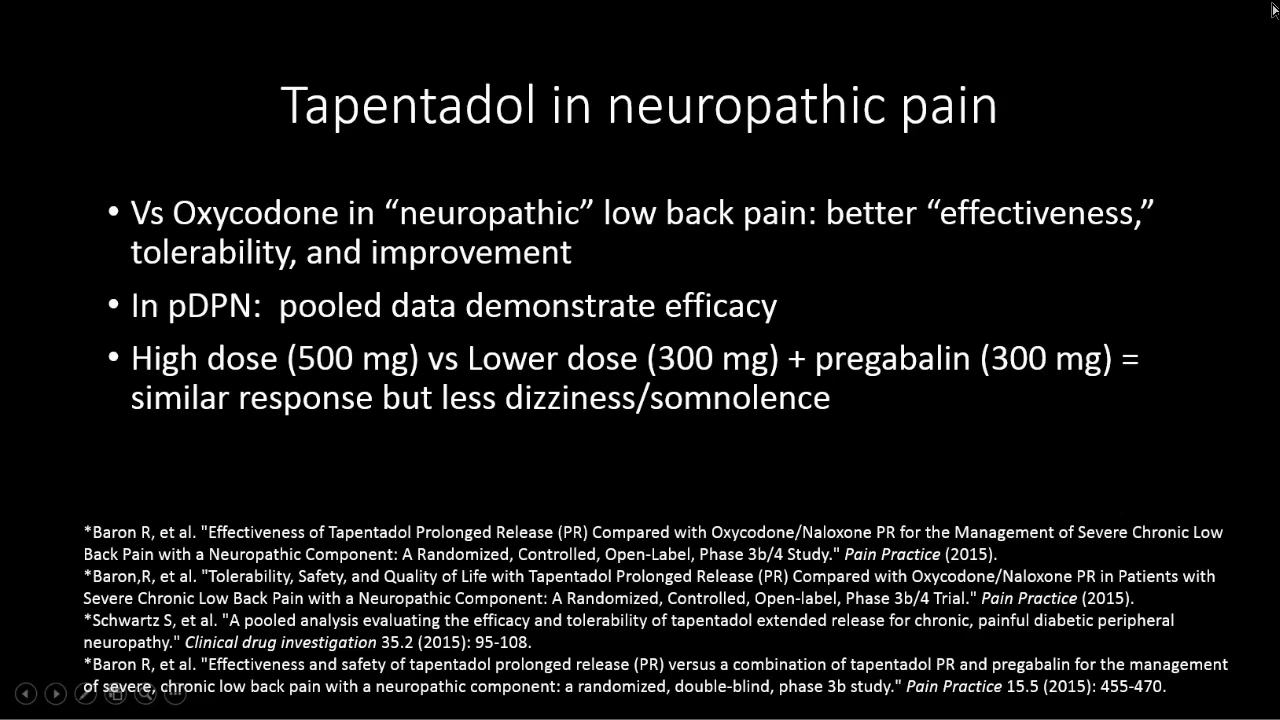 Tapentadol in neuropathic pain
• Vs Oxycodone in “neuropathic” low back pain: better “effectiveness,”
tolerability, and improvement
• In pDPN:  pooled data demonstrate efficacy
• High dose (500 mg) vs Lower dose (300 mg) + pregabalin (300 mg) =
similar response but less dizziness/somnolence
*Baron R, et al. "Effectiveness of Tapentadol Prolonged Release (PR) Compared with Oxycodone/Naloxone PR for the Management of Severe Chronic Low
Back Pain with a Neuropathic Component: A Randomized, Controlled, Open-Label, Phase 3b/4 Study." Pain Practice (2015).
*Baron,R, et al. "Tolerability, Safety, and Quality of Life with Tapentadol Prolonged Release (PR) Compared with Oxycodone/Naloxone PR in Patients with
Severe Chronic Low Back Pain with a Neuropathic Component: A Randomized, Controlled, Open-label, Phase 3b/4 Trial." Pain Practice (2015).
*Schwartz S, et al. "A pooled analysis evaluating the efficacy and tolerability of tapentadol extended release for chronic, painful diabetic peripheral
neuropathy." Clinical drug investigation 35.2 (2015): 95-108.
*Baron R, et al. "Effectiveness and safety of tapentadol prolonged release (PR) versus a combination of tapentadol PR and pregabalin for the management
of severe, chronic low back pain with a neuropathic component: a randomized, double-blind, phase 3b study." Pain Practice 15.5 (2015): 455-470.